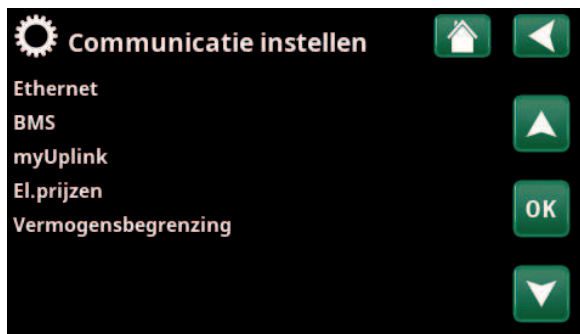 Communicatie instellen
Ethernet
BMS
myUplink
El.prijzen
Vermogensbegrenzing
OK